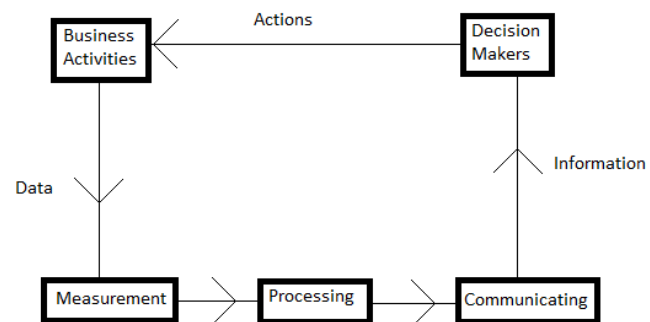 Actions
Business
Activities
Decision
Makers
Data
Information
Measurement
Processing
Communicating